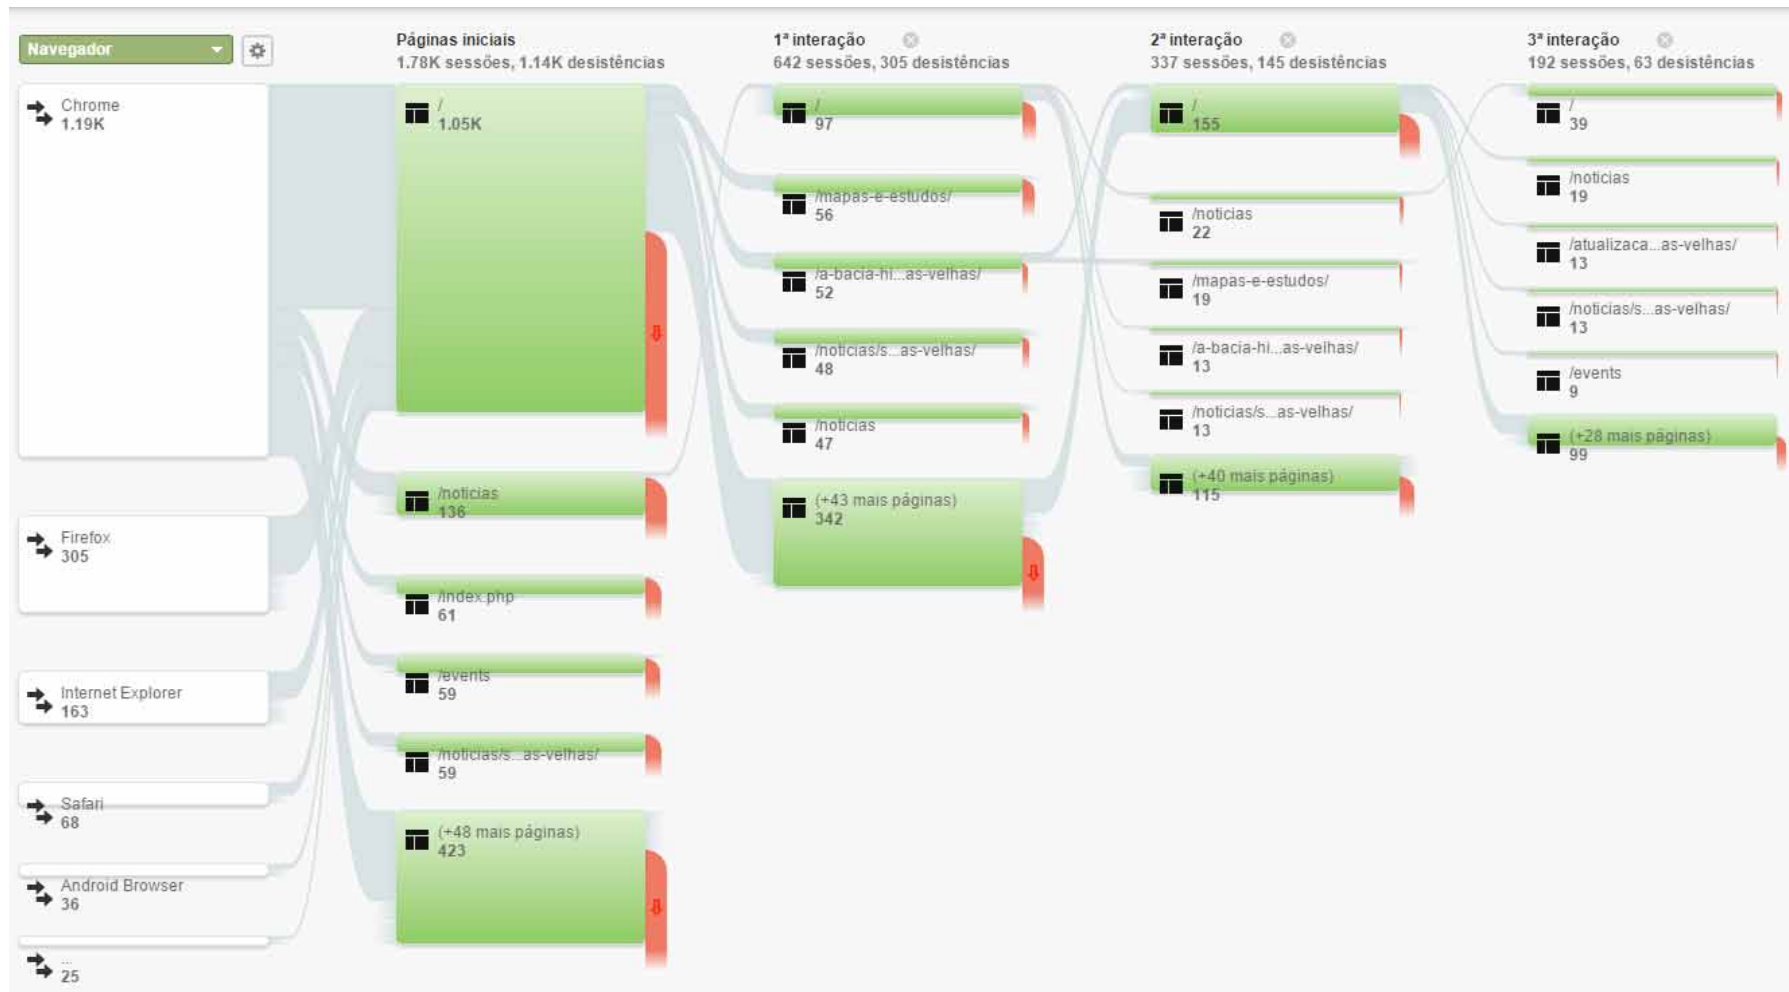 Navegador
Chrome
1.19K
Firefox
305
Internet Explorer
163
Safari
68
Android Browser
36
...
25
Páginas iniciais
1.78K sessões, 1.14K desistências
/
1.05K
/noticias
136
/index.php
61
/events
59
/noticias/s...as-velhas/
59
(+48 mais páginas)
423
1ª interação
642 sessões, 305 desistências
/
97
/mapas-e-estudos/
56
/a-bacia-hi...as-velhas/
52
/noticias/s...as-velhas/
48
/noticias
47
(+43 mais páginas)
342
2ª interação
337 sessões, 145 desistências
/
155
/noticias
22
/mapas-e-estudos/
19
/a-bacia-hi...as-velhas/
13
/noticias/s...as-velhas/
13
(+40 mais páginas)
115
3ª interação
192 sessões, 63 desistências
/
39
/noticias
19
/atualizaca...as-velhas/
13
/noticias/s...as-velhas/
13
/events
9
(+28 mais páginas)
99